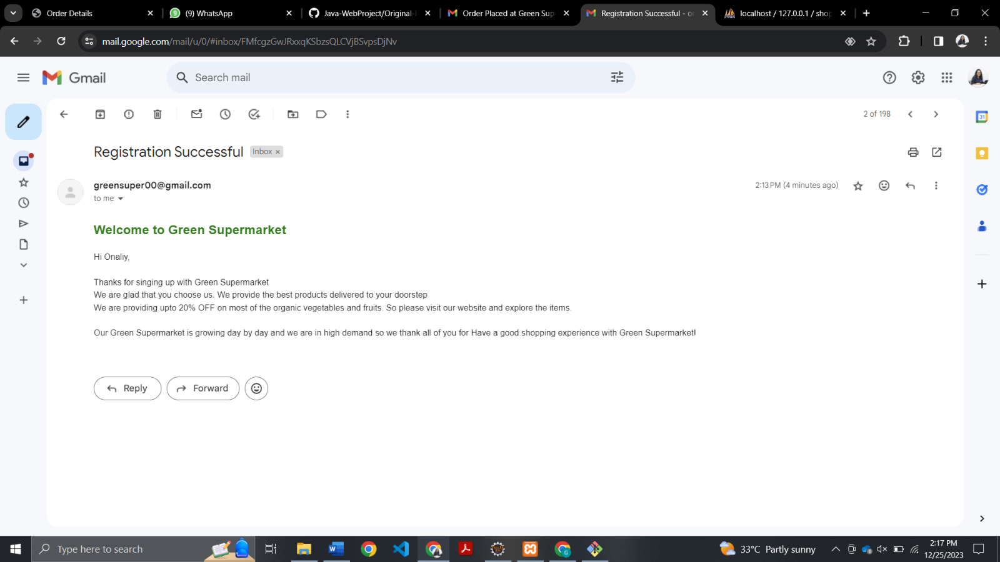 Order Details
(9) WhatsApp
Java-WebProject/Original-
Order Placed at Green Sup
Registration Successful - o
localhost / 127.0.0.1 / shop
mail.google.com/mail/u/0/#inbox/FMfcgzGwJRxxqKSbzsQLCVjBSvpsDjNv
Gmail
Search mail
2 of 198
31
Registration Successful
Inbox
greensuper00@gmail.com
2:13 PM (4 minutes ago)
to me
Welcome to Green Supermarket
Hi Onaliy,
Thanks for singing up with Green Supermarket
We are glad that you choose us. We provide the best products delivered to your doorstep
We are providing upto 20% OFF on most of the organic vegetables and fruits. So please visit our website and explore the items.
Our Green Supermarket is growing day by day and we are in high demand so we thank all of you for Have a good shopping experience with Green Supermarket!
Reply
Forward
Type here to search
33°C Partly sunny
2:17 PM
12/25/2023